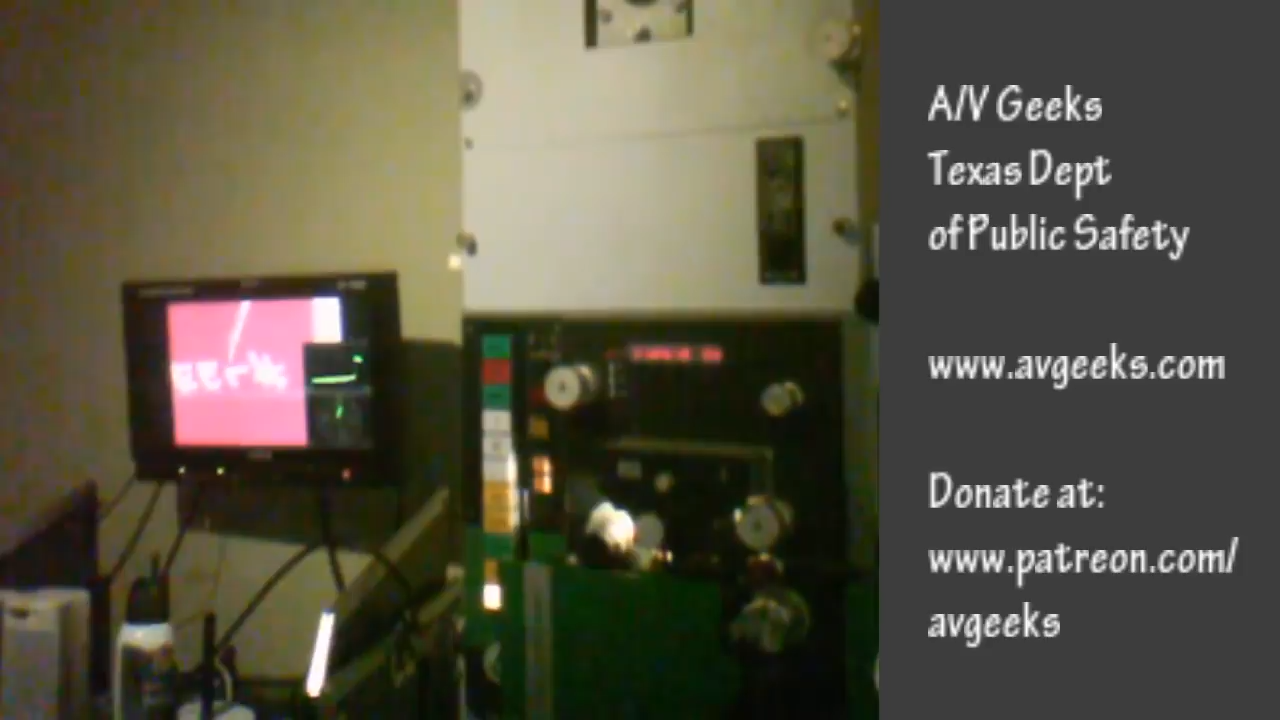 A/V Geeks
Texas Dept
of Public Safety
www.avgeeks.com
Donate at:
www.patreon.com/
avgeeks